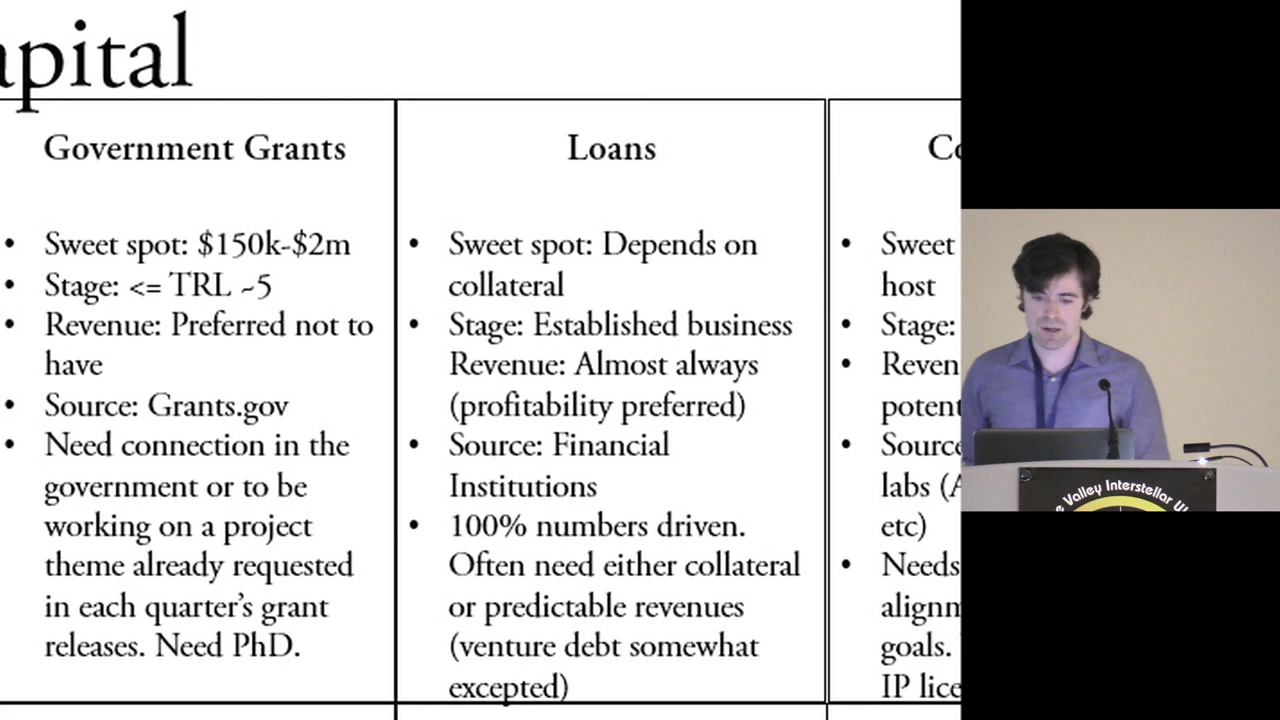 apital
Government Grants
• Sweet spot: $150k-$2m
• Stage: <= TRL ~5
• Revenue: Preferred not to
have
• Source: Grants.gov
• Need connection in the
government or to be
working on a project
theme already requested
in each quarter's grant
releases. Need PhD.
Loans
• Sweet spot: Depends on
collateral
• Stage: Established business
Revenue: Almost always
(profitability preferred)
• Source: Financial
Institutions
• 100% numbers driven.
Often need either collateral
or predictable revenues
(venture debt somewhat
excepted)
Co
• Sweet
host
• Stage:
• Reven
potent
• Source
labs (A
etc)
• Needs
alignm
goals.
IP lice
Valley Interstellar